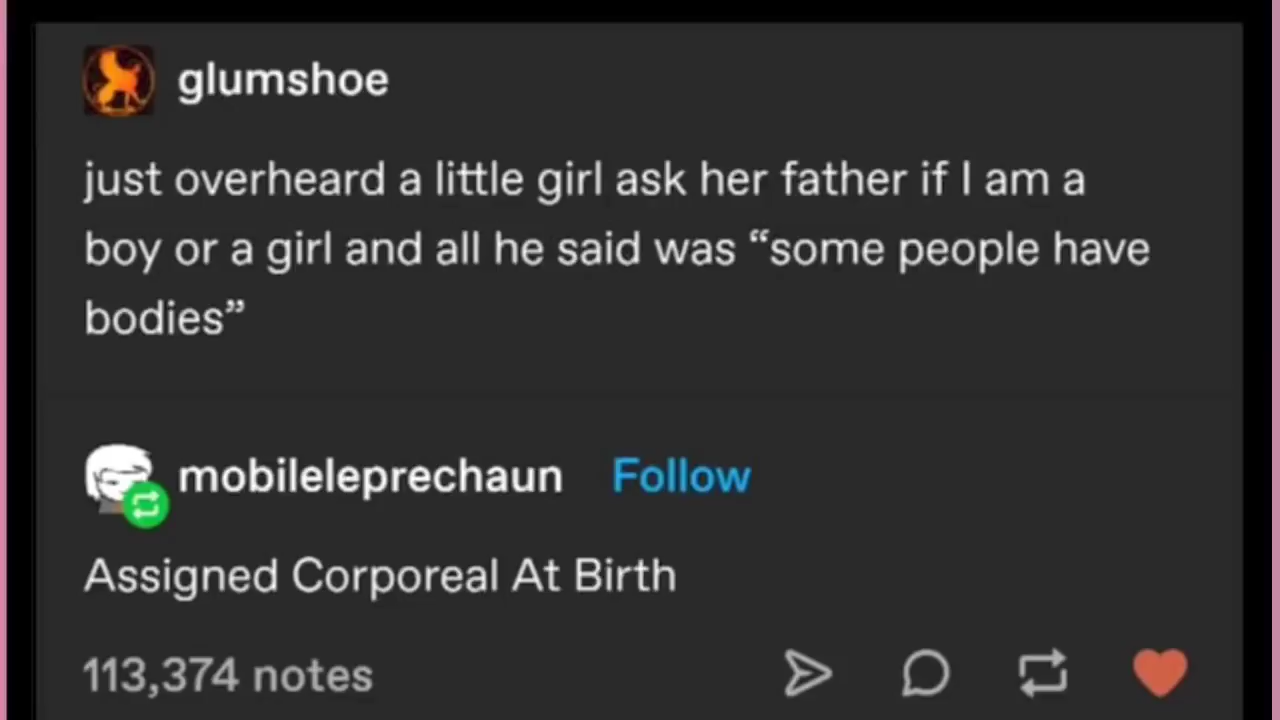 glumshoe
just overheard a little girl ask her father if I am a
boy or a girl and all he said was “some people have
bodies”
mobileleprechaun Follow
Assigned Corporeal At Birth
113,374 notes